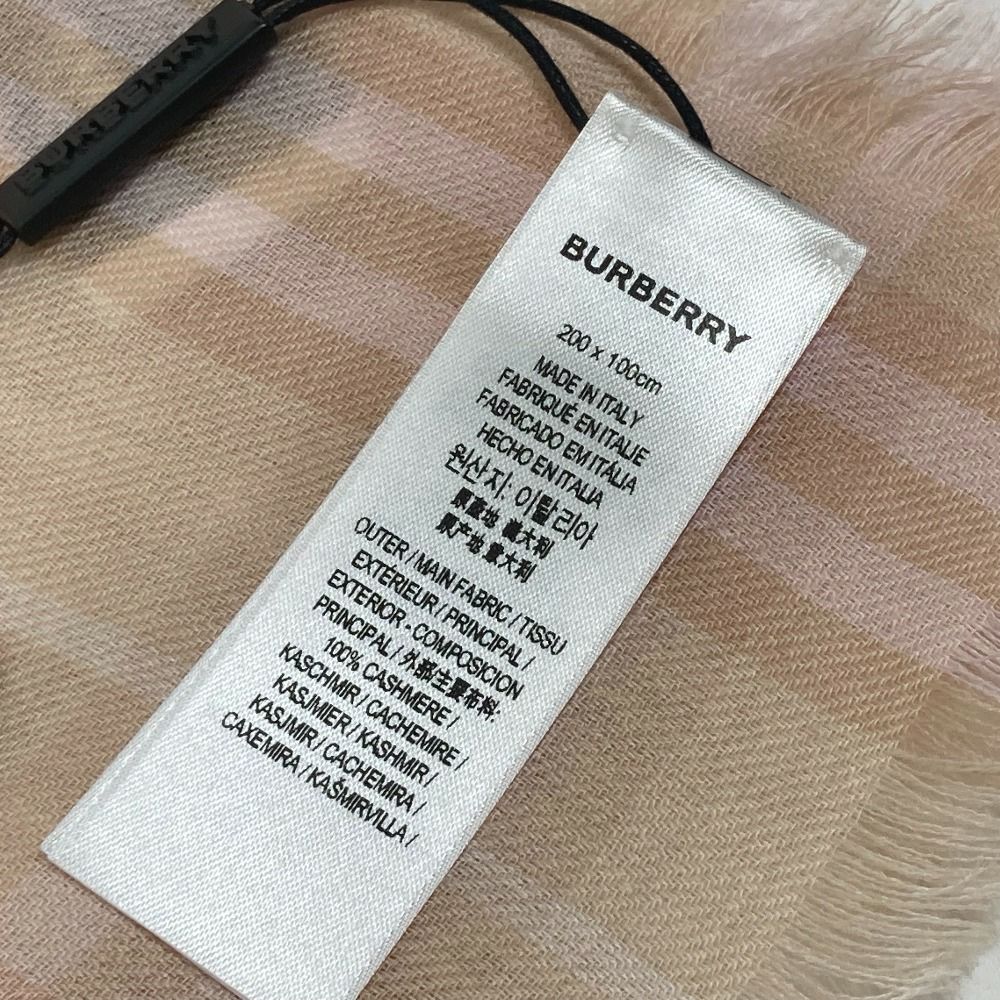 BURBERRY
BURBERRY
200 x 100cm
MADE IN ITALY
FABRIQUÉ EN ITALIE
FABRICADO EM ITÁLIA
HECHO EN ITALIA
원산지: 이탈리아
原產地 義大利
原产地 意大利
OUTER / MAIN FABRIC / TISSU
EXTÉRIEUR / PRINCIPAL /
EXTERIOR - COMPOSICION
PRINCIPAL / 外部主要布料:
100% CASHMERE /
KASCHMIR / CACHEMIRE /
KASJMIER / KASHMIR /
KASJMIR / CACHEMIRA /
CAXEMIRA / KAŠMIRVILLA /